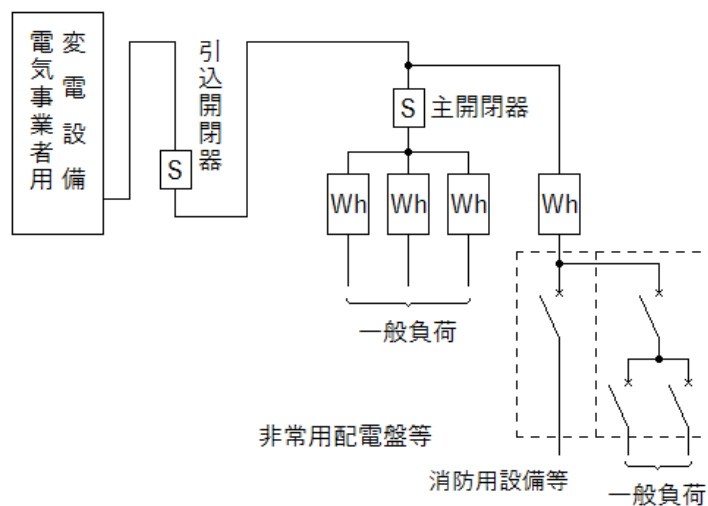 電気事業者用
変電設備
引込開閉器
S
S
主開閉器
Wh
Wh
Wh
Wh
一般負荷
非常用配電盤等
消防用設備等
一般負荷